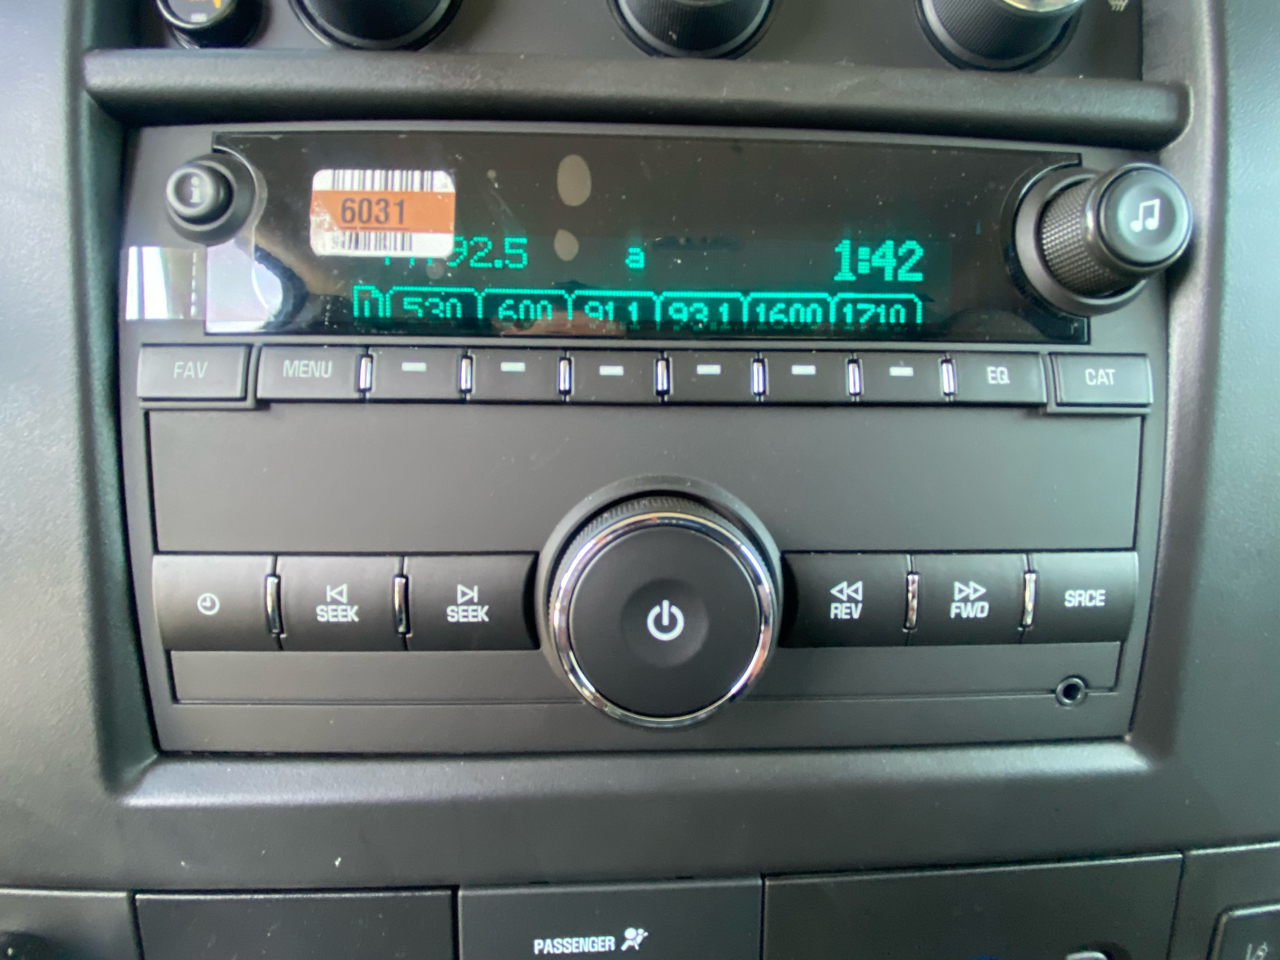 6031
92.5 a 1:42
530 600 91.1 93.1 1600 1710
FAV MENU EQ CAT
SEEK SEEK REV FWD SRCE
PASSENGER